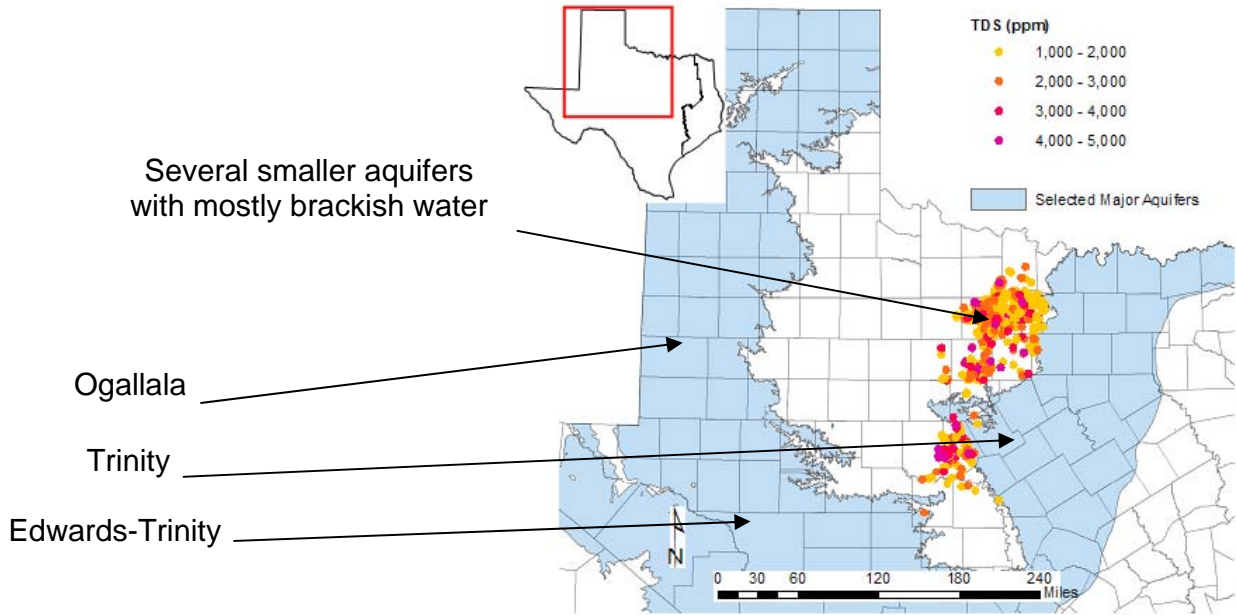 TDS (ppm)
1,000 - 2,000
2,000 - 3,000
3,000 - 4,000
4,000 - 5,000
Selected Major Aquifers
Several smaller aquifers
with mostly brackish water
Ogallala
Trinity
Edwards-Trinity
N
0 15 30 60 120 180 240
Miles